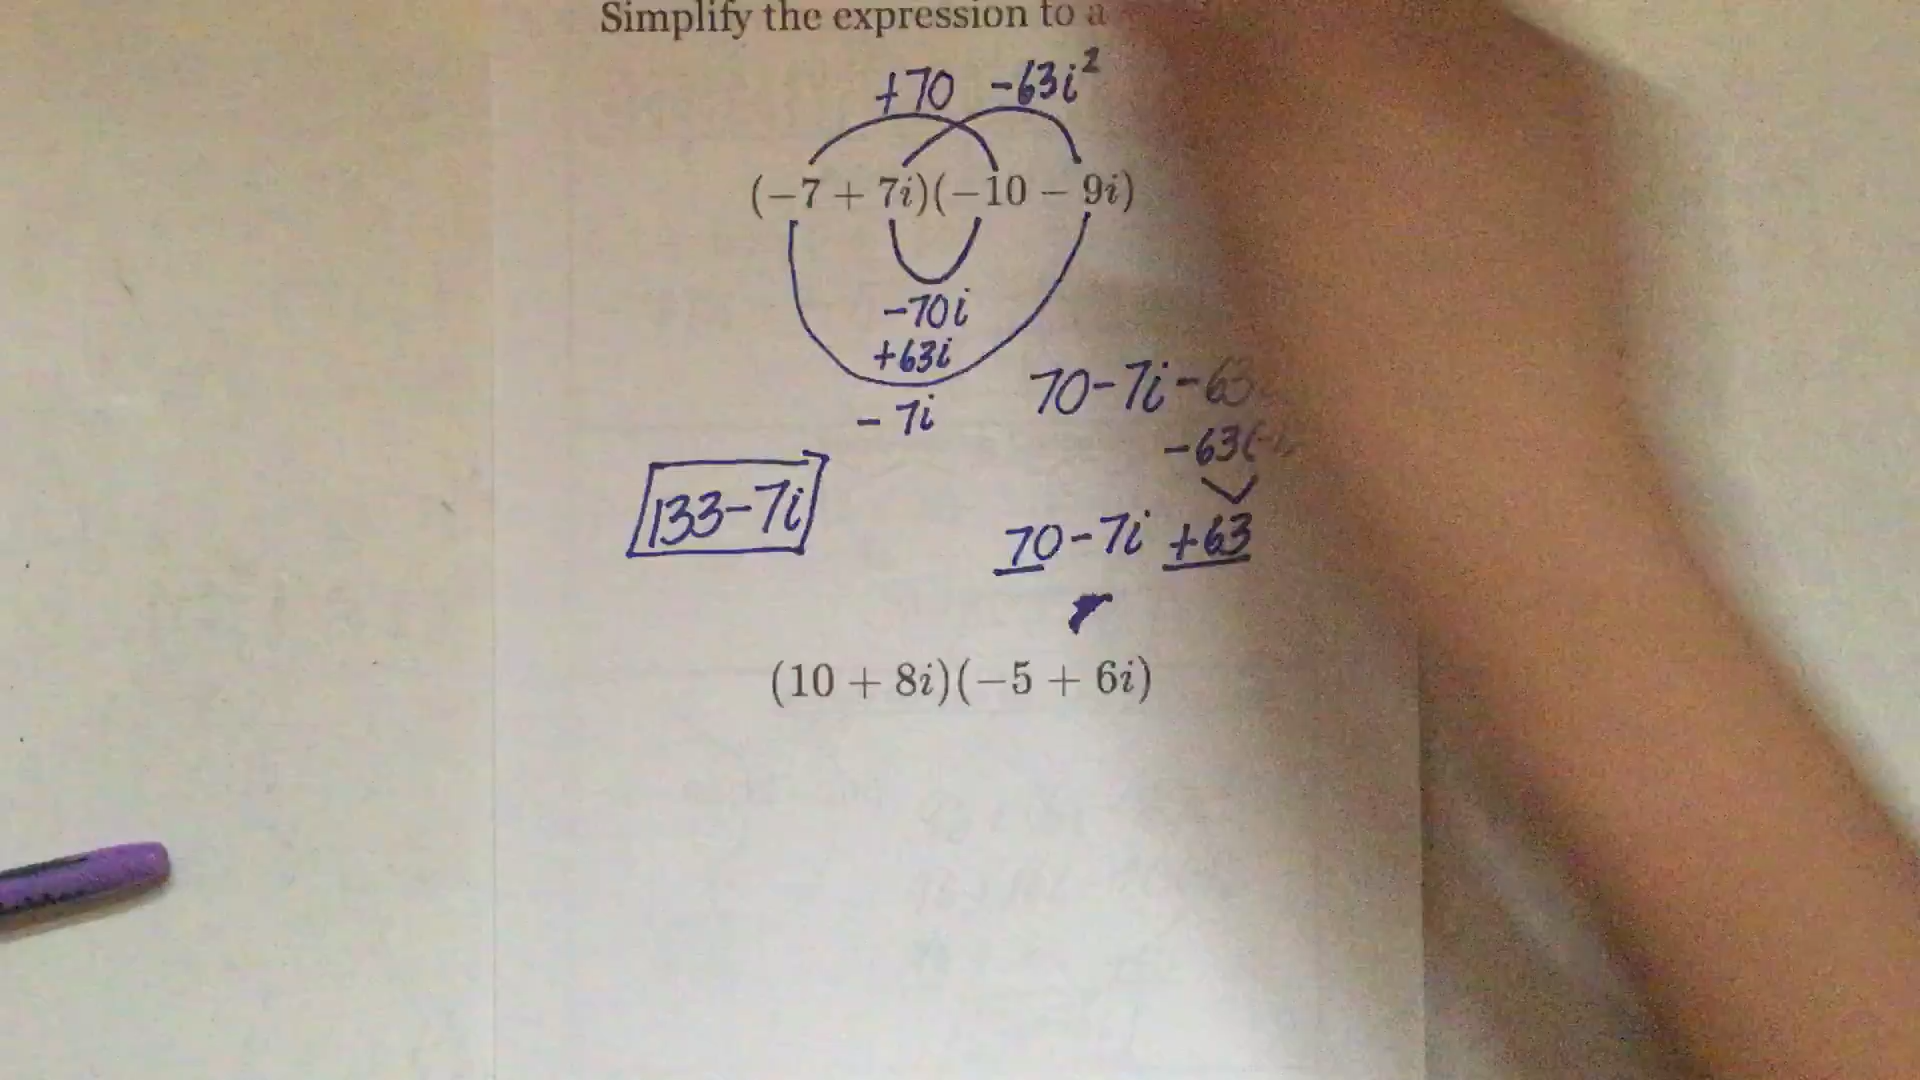 Simplify the expression to a
+70 -63i²
(−7 + 7i)(−10 − 9i)
-70i
+63i
-7i
70-7i-63
-63(-
133-7i
70-7i +63
(10 + 8i)(−5 + 6i)